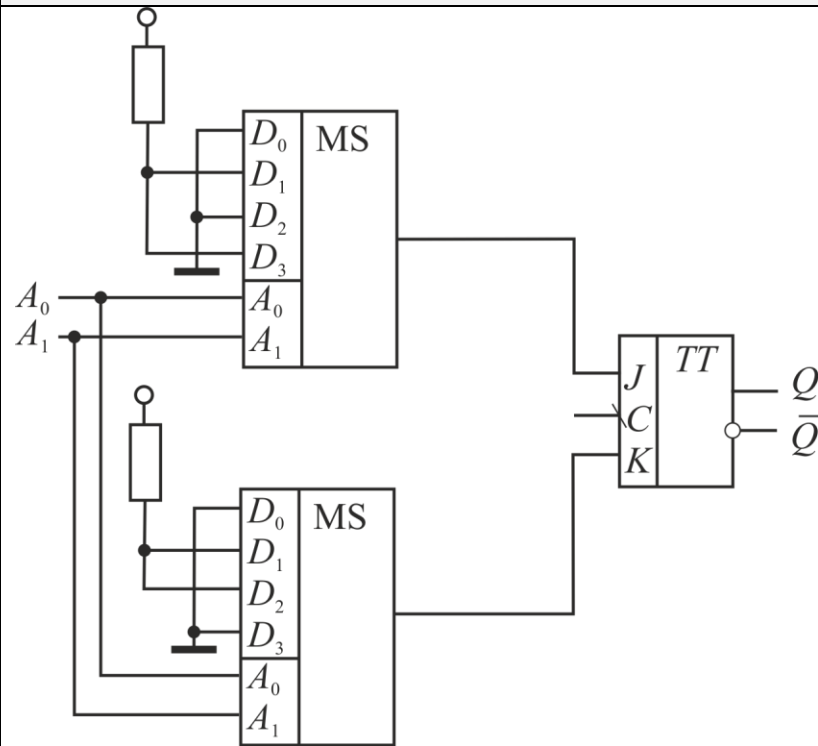 D₀ MS
D₁
D₂
D₃
A₀ A₀
A₁ A₁
J TT Q
C
K Q̅
D₀ MS
D₁
D₂
D₃
A₀
A₁